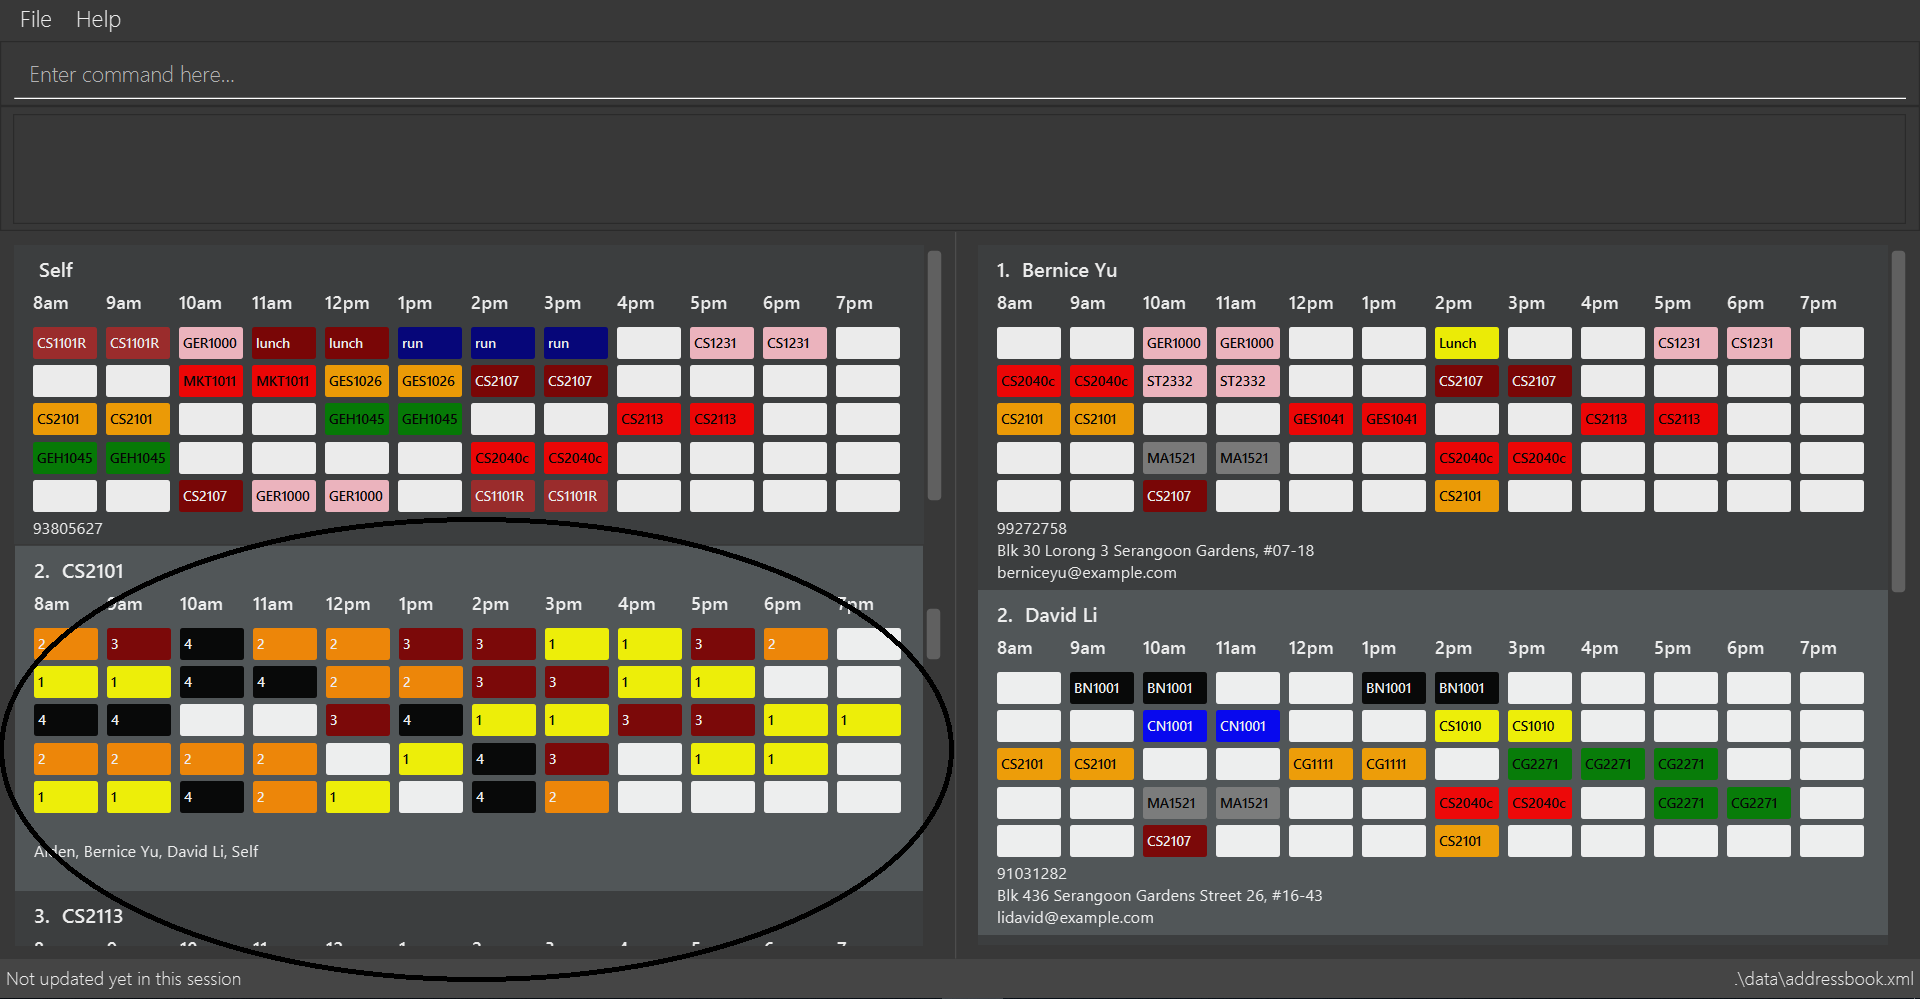 File Help
Enter command here...
Self
8am 9am 10am 11am 12pm 1pm 2pm 3pm 4pm 5pm 6pm 7pm
CS1101R CS1101R GER1000 lunch lunch run run run CS1231 CS1231
MKT1011 MKT1011 GES1026 GES1026 CS2107 CS2107
CS2101 CS2101 GEH1045 GEH1045 CS2113 CS2113
GEH1045 GEH1045 CS2040c CS2040c
CS2107 GER1000 GER1000 CS1101R CS1101R
93805627
2. CS2101
8am 9am 10am 11am 12pm 1pm 2pm 3pm 4pm 5pm 6pm 7pm
2 3 4 2 2 3 3 1 1 3 2
1 1 4 4 2 2 3 3 1 1
4 4 3 4 1 1 3 3 1 1
2 2 2 2 1 4 3 1 1
1 1 4 2 1 4 2
Aiden, Bernice Yu, David Li, Self
3. CS2113
1. Bernice Yu
8am 9am 10am 11am 12pm 1pm 2pm 3pm 4pm 5pm 6pm 7pm
GER1000 GER1000 Lunch CS1231 CS1231
CS2040c CS2040c ST2332 ST2332 CS2107 CS2107
CS2101 CS2101 GES1041 GES1041 CS2113 CS2113
MA1521 MA1521 CS2040c CS2040c
CS2107 CS2101
99272758
Blk 30 Lorong 3 Serangoon Gardens, #07-18
berniceyu@example.com
2. David Li
8am 9am 10am 11am 12pm 1pm 2pm 3pm 4pm 5pm 6pm 7pm
BN1001 BN1001 BN1001 BN1001
CN1001 CN1001 CS1010 CS1010
CS2101 CS2101 CG1111 CG1111 CG2271 CG2271 CG2271
MA1521 MA1521 CS2040c CS2040c CG2271 CG2271
CS2107 CS2101
91031282
Blk 436 Serangoon Gardens Street 26, #16-43
lidavid@example.com
Not updated yet in this session
.\data\addressbook.xml